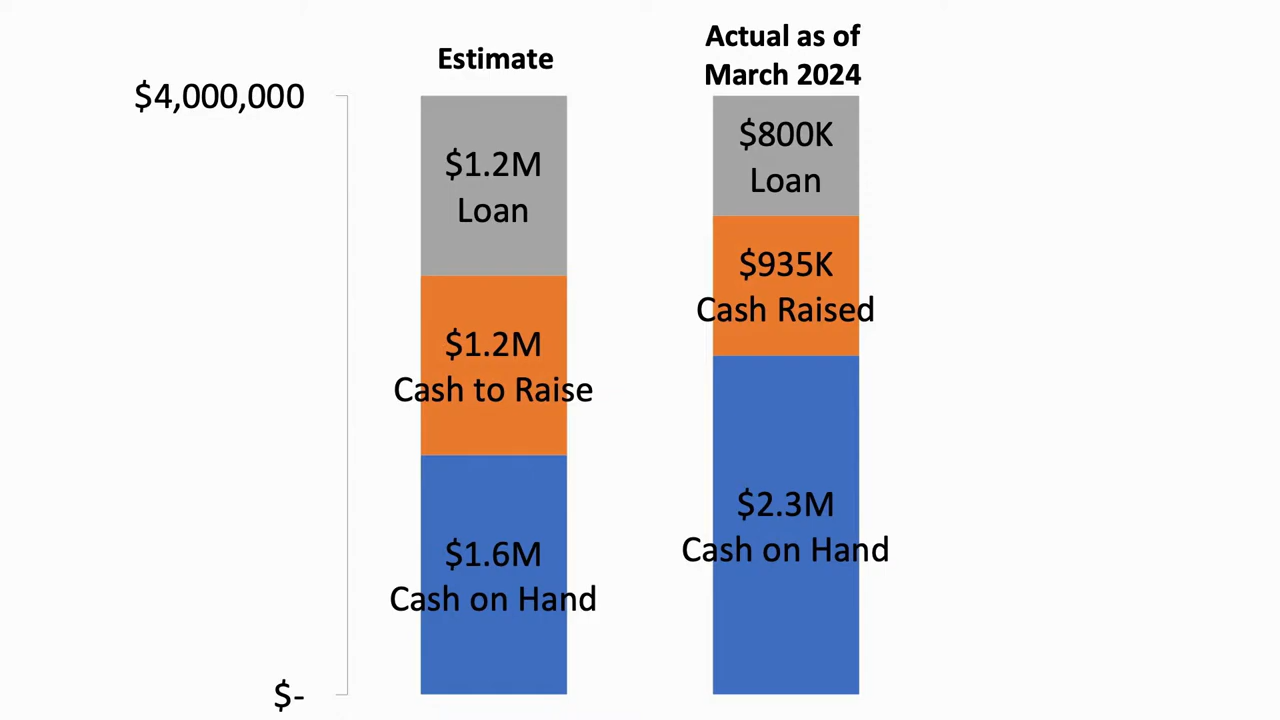 Estimate
Actual as of
March 2024
$4,000,000
$1.2M
Loan
$1.2M
Cash to Raise
$1.6M
Cash on Hand
$800K
Loan
$935K
Cash Raised
$2.3M
Cash on Hand
$-